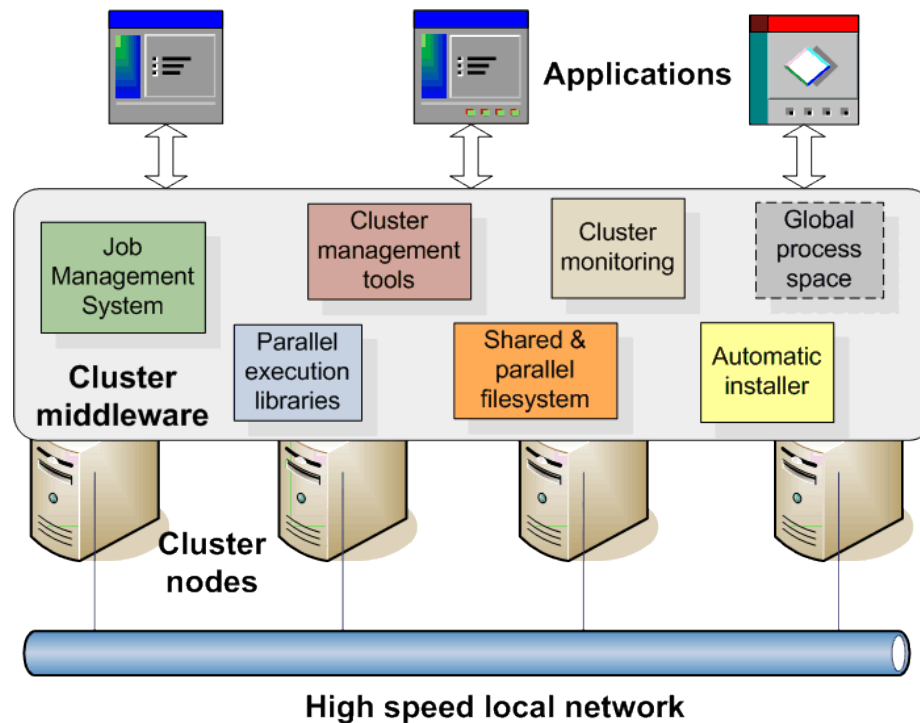 Applications
Job
Management
System
Cluster
management
tools
Cluster
monitoring
Global
process
space
Parallel
execution
libraries
Shared &
parallel
filesystem
Automatic
installer
Cluster
middleware
Cluster
nodes
High speed local network